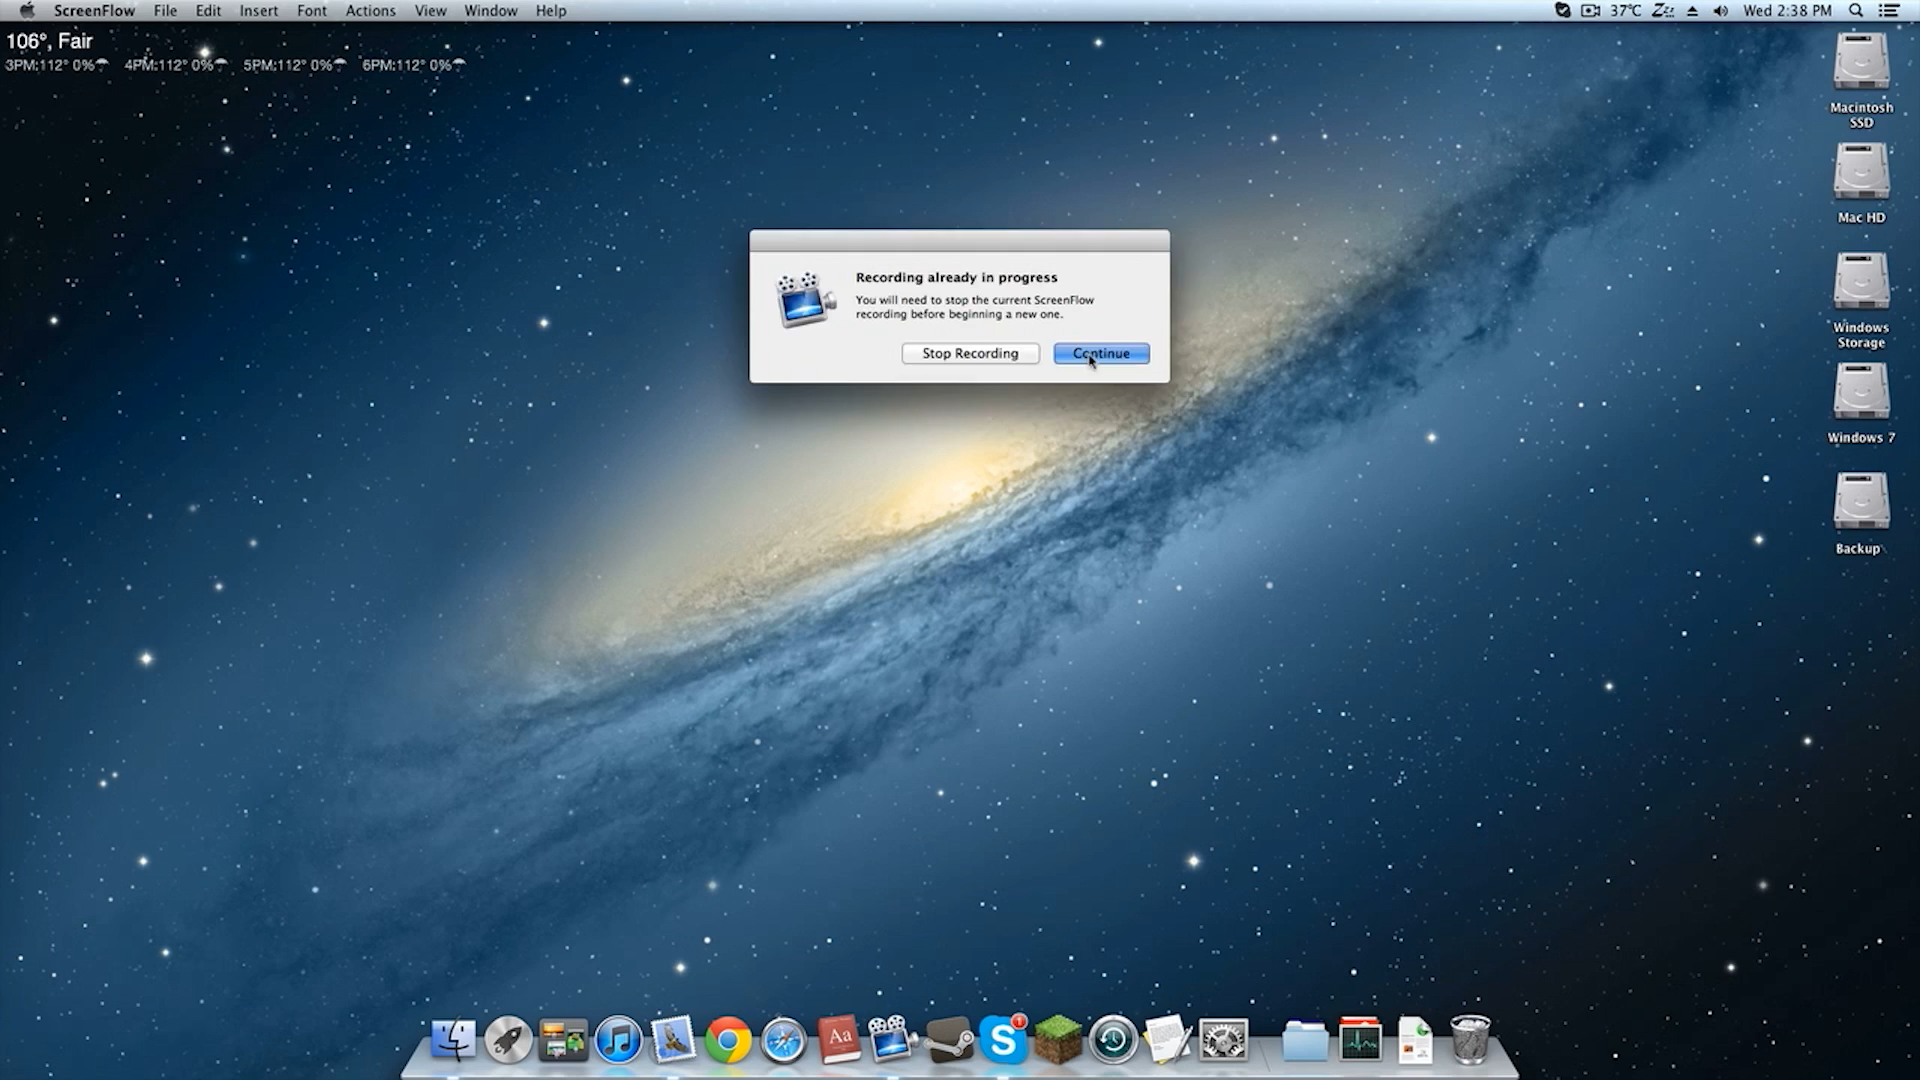 ScreenFlow File Edit Insert Font Actions View Window Help 37°C Zzz Wed 2:38 PM
106°, Fair
3PM:112° 0% 4PM:112° 0% 5PM:112° 0% 6PM:112° 0%
Macintosh
SSD
Mac HD
Windows
Storage
Windows 7
Backup
Recording already in progress
You will need to stop the current ScreenFlow
recording before beginning a new one.
Stop Recording Continue
Aa
1